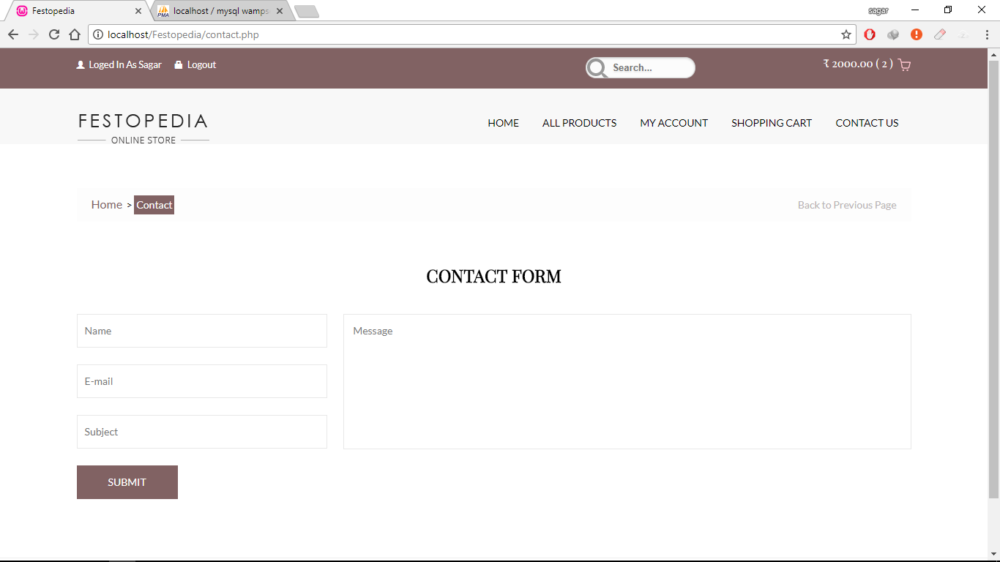 Festopedia
localhost / mysql wamps
sagar
localhost/Festopedia/contact.php
Loged In As Sagar
Logout
Search...
₹ 2000.00 ( 2 )
FESTOPEDIA
ONLINE STORE
HOME
ALL PRODUCTS
MY ACCOUNT
SHOPPING CART
CONTACT US
Home > Contact
Back to Previous Page
CONTACT FORM
Name
Message
E-mail
Subject
SUBMIT